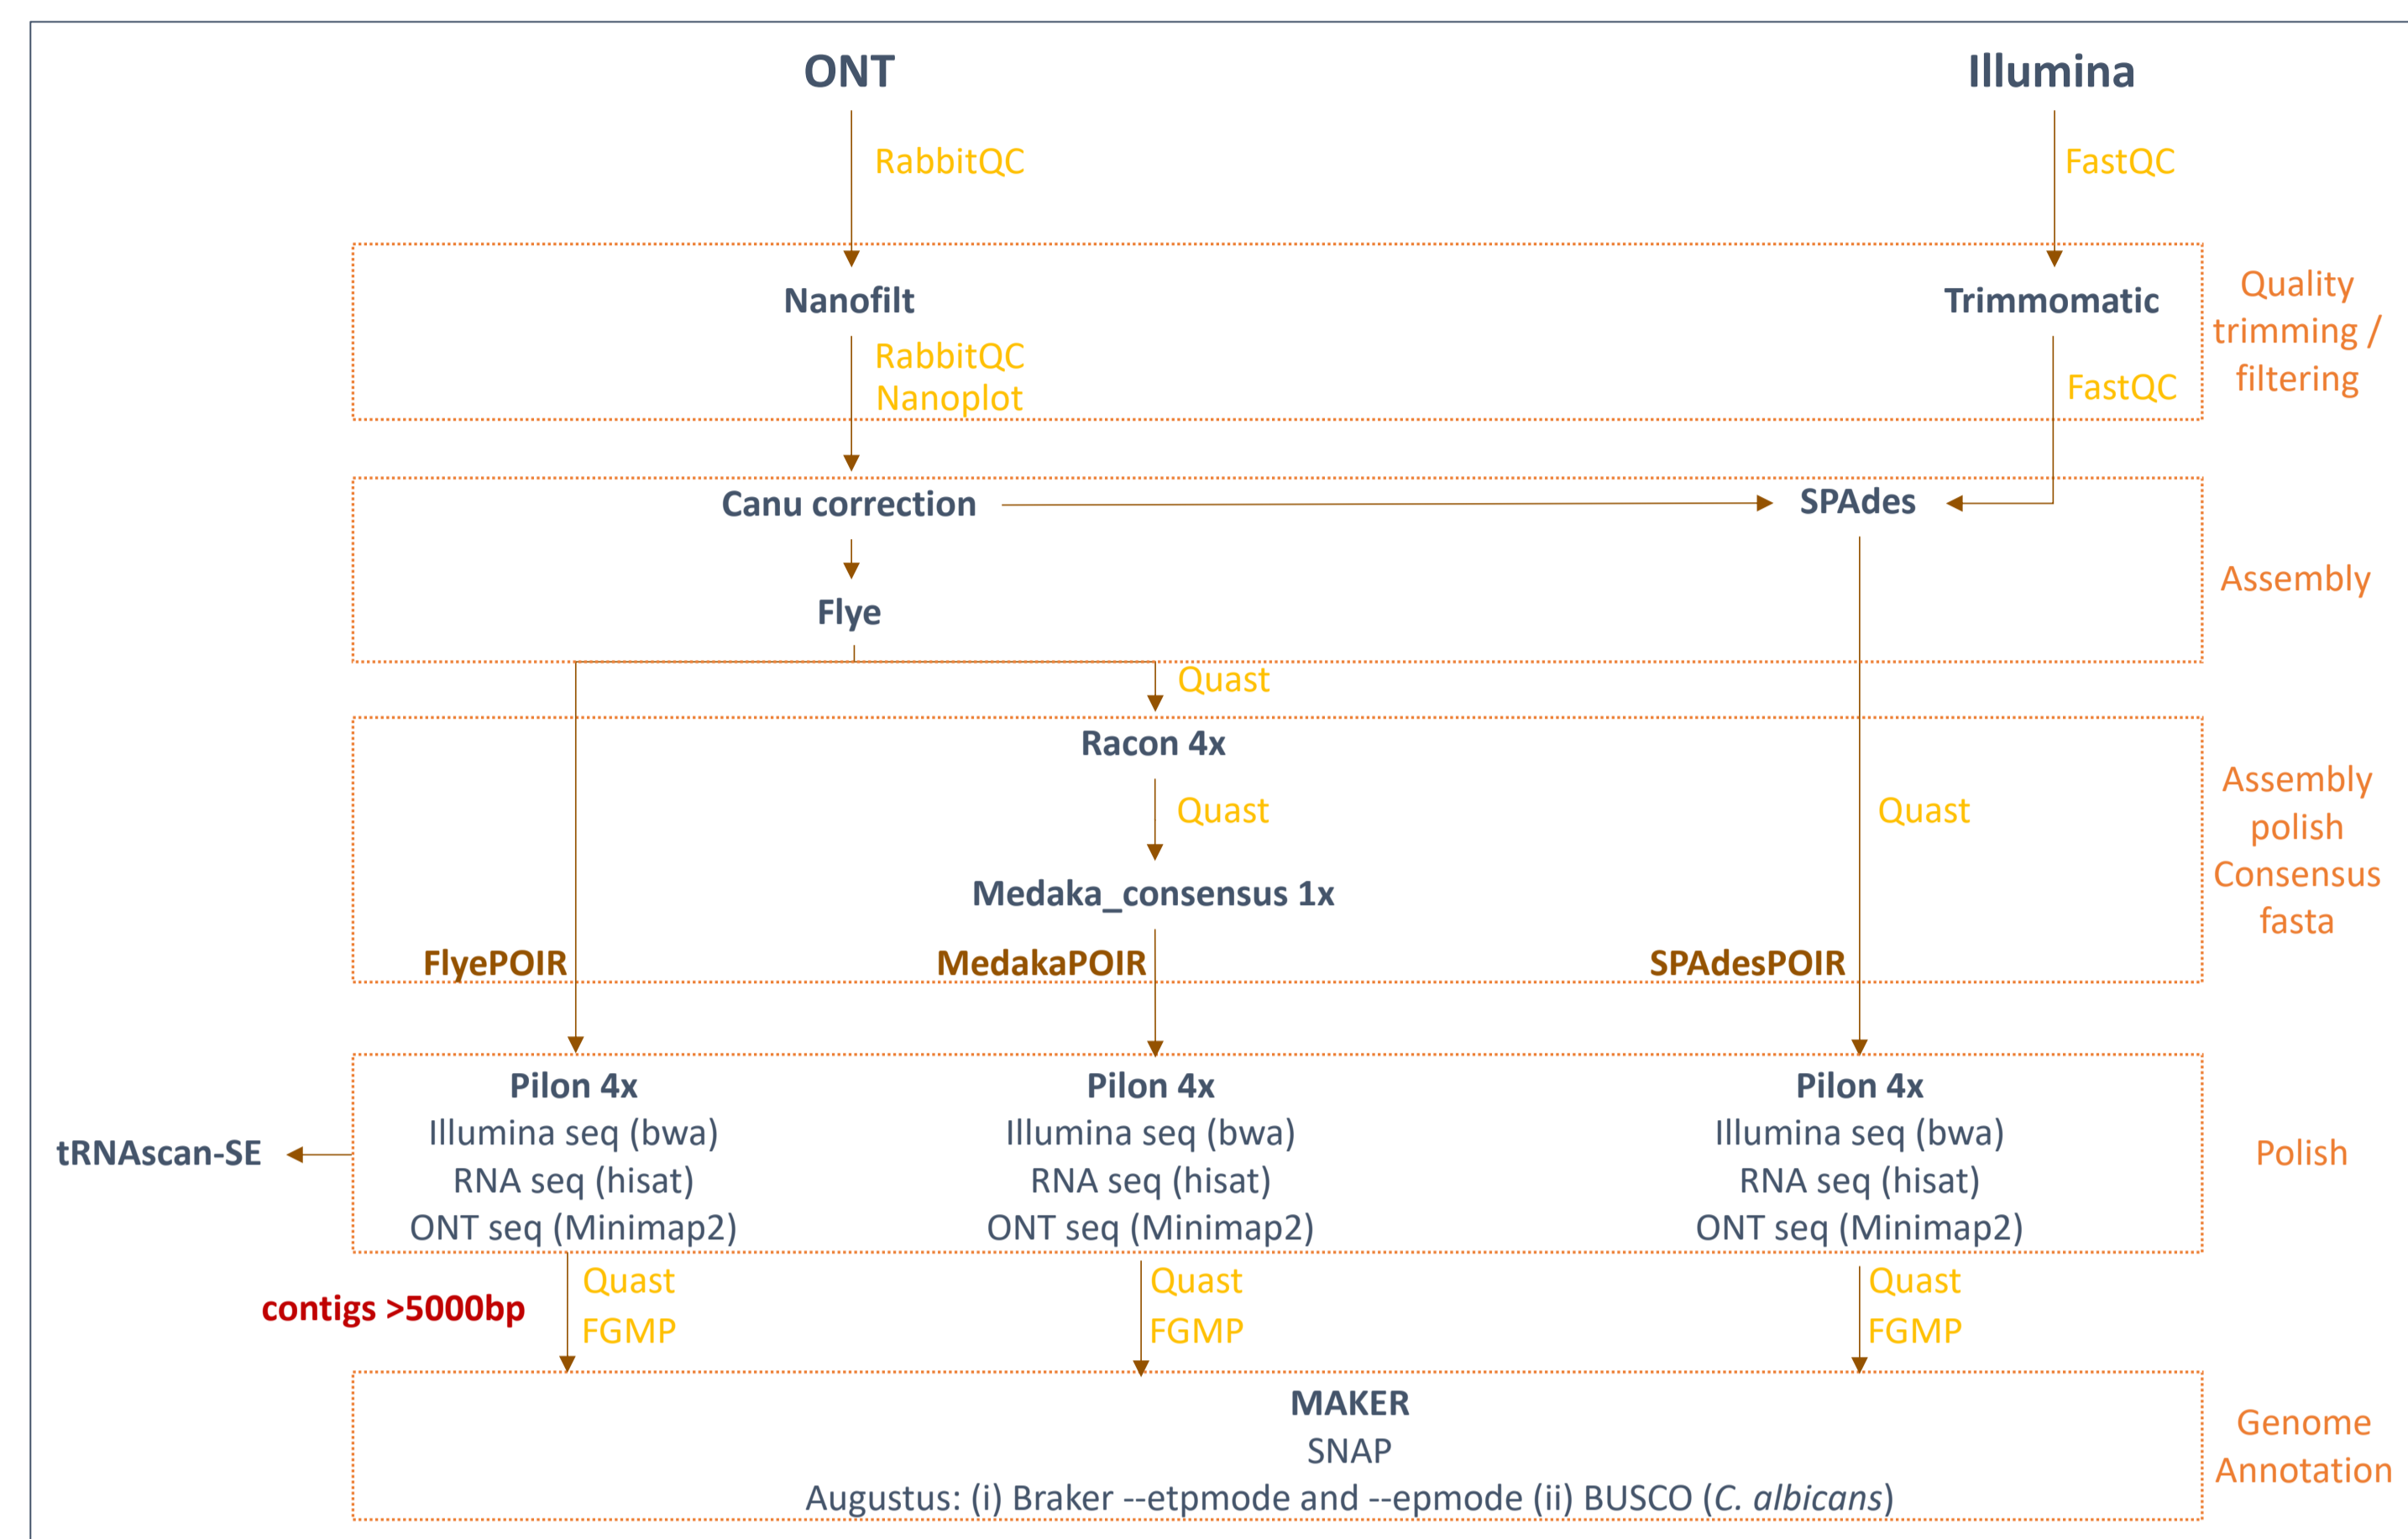 ONT
Illumina
RabbitQC
FastQC
Nanofilt
Trimmomatic
Quality
trimming /
filtering
RabbitQC
Nanoplot
FastQC
Canu correction
SPAdes
Assembly
Flye
Quast
Racon 4x
Quast
Quast
Assembly
polish
Consensus
fasta
Medaka_consensus 1x
FlyePOIR
MedakaPOIR
SPAdesPOIR
Pilon 4x
Illumina seq (bwa)
RNA seq (hisat)
ONT seq (Minimap2)
Pilon 4x
Illumina seq (bwa)
RNA seq (hisat)
ONT seq (Minimap2)
Pilon 4x
Illumina seq (bwa)
RNA seq (hisat)
ONT seq (Minimap2)
tRNAscan-SE
Polish
contigs >5000bp
Quast
FGMP
Quast
FGMP
Quast
FGMP
MAKER
SNAP
Augustus: (i) Braker --etpmode and --epmode (ii) BUSCO (C. albicans)
Genome
Annotation